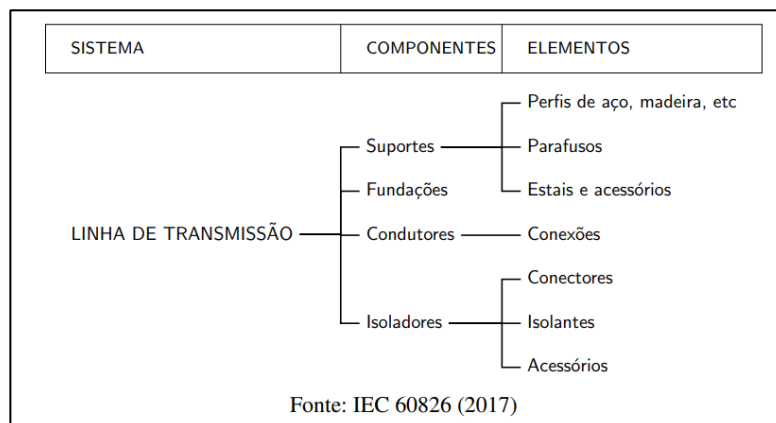 SISTEMA COMPONENTES ELEMENTOS
Perfis de aço, madeira, etc
Suportes Parafusos
Fundações Estais e acessórios
LINHA DE TRANSMISSÃO Condutores Conexões
Conectores
Isoladores Isolantes
Acessórios
Fonte: IEC 60826 (2017)